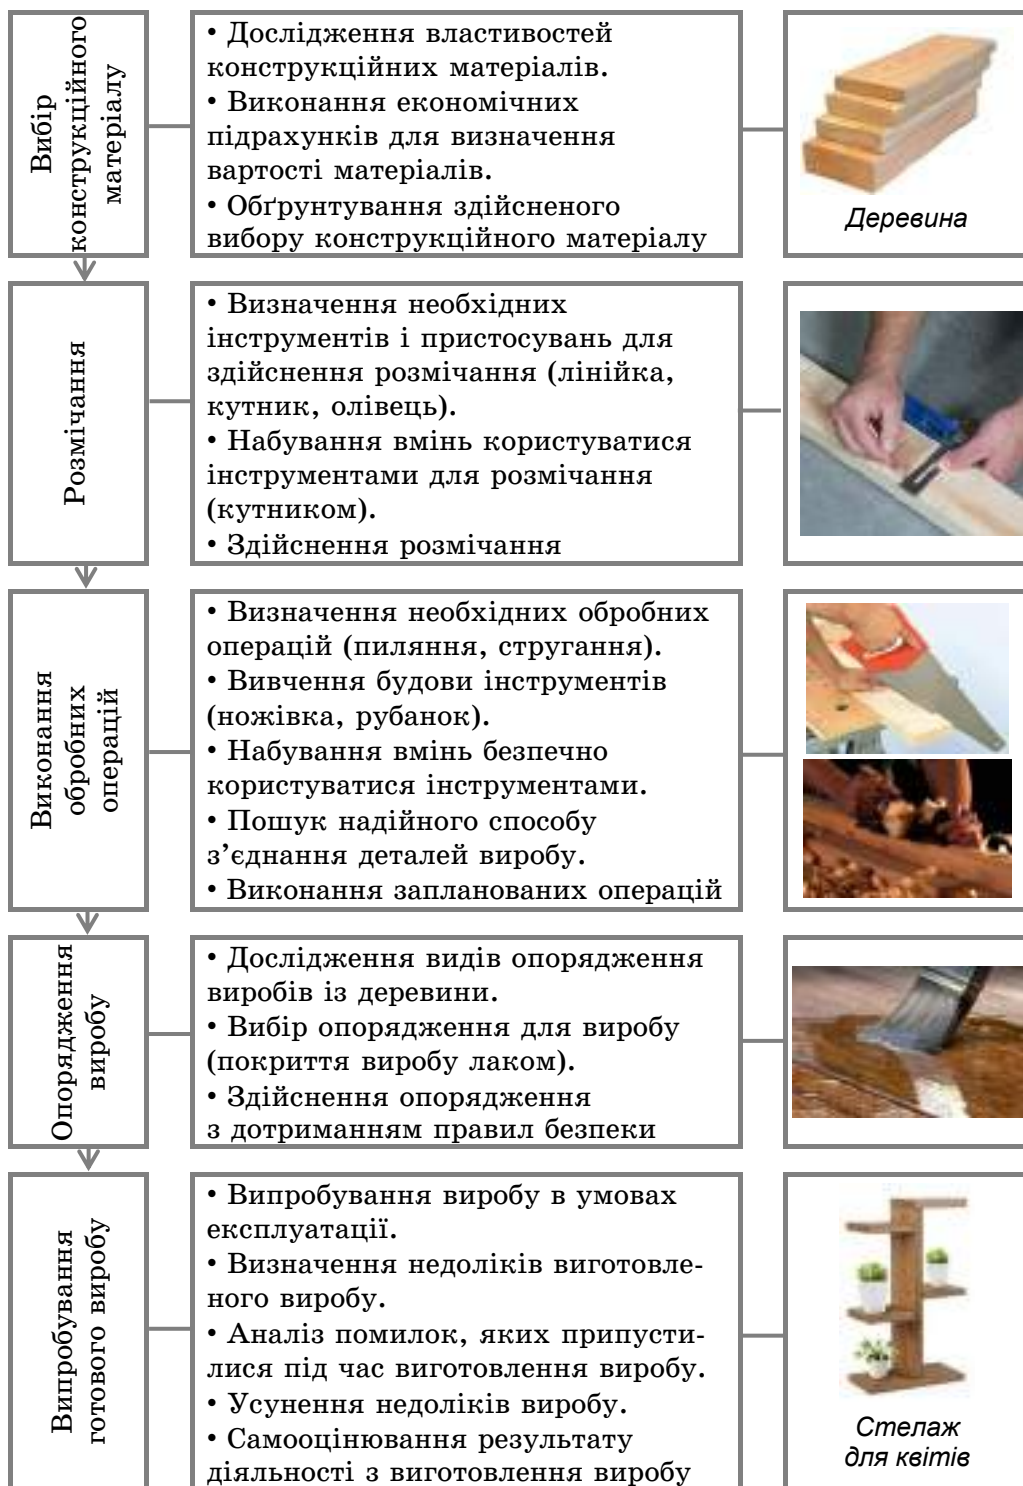 Вибір
конструкційного
матеріалу
• Дослідження властивостей
конструкційних матеріалів.
• Виконання економічних
підрахунків для визначення
вартості матеріалів.
• Обґрунтування здійсненого
вибору конструкційного матеріалу
Деревина
Розмічання
• Визначення необхідних
інструментів і пристосувань для
здійснення розмічання (лінійка,
кутник, олівець).
• Набування вмінь користуватися
інструментами для розмічання
(кутником).
• Здійснення розмічання
Виконання
обробних
операцій
• Визначення необхідних обробних
операцій (пиляння, стругання).
• Вивчення будови інструментів
(ножівка, рубанок).
• Набування вмінь безпечно
користуватися інструментами.
• Пошук надійного способу
з’єднання деталей виробу.
• Виконання запланованих операцій
Опорядження
виробу
• Дослідження видів опорядження
виробів із деревини.
• Вибір опорядження для виробу
(покриття виробу лаком).
• Здійснення опорядження
з дотриманням правил безпеки
Випробування
готового виробу
• Випробування виробу в умовах
експлуатації.
• Визначення недоліків виготовле-
ного виробу.
• Аналіз помилок, яких припусти-
лися під час виготовлення виробу.
• Усунення недоліків виробу.
• Самооцінювання результату
діяльності з виготовлення виробу
Стелаж
для квітів